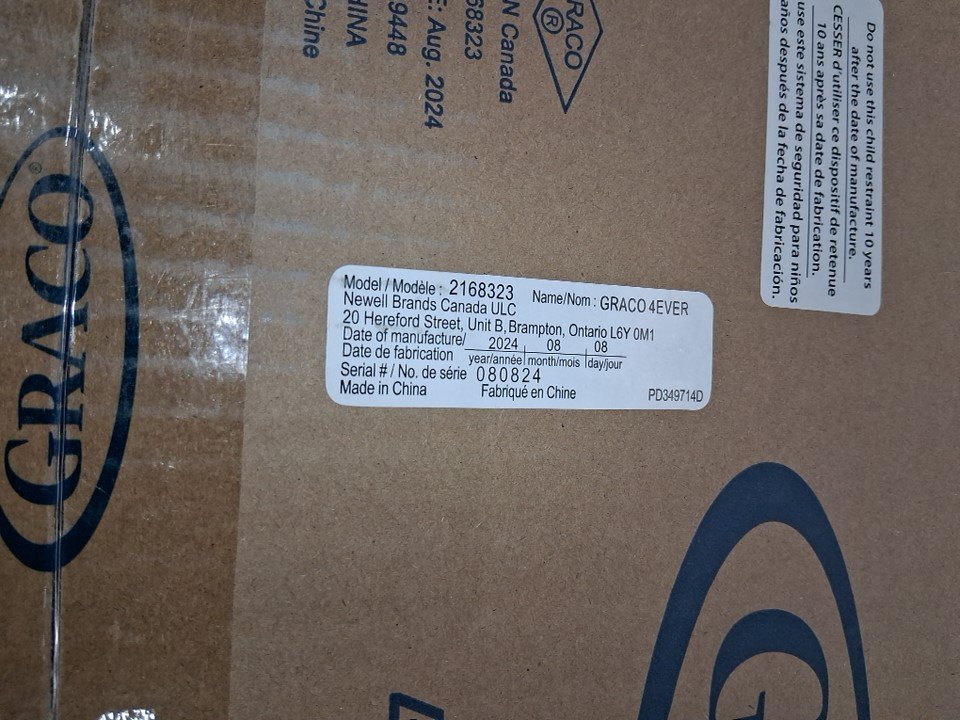 GRACO
®
Chine
HINA
9448
: Aug. 2024
68323
N Canada
RACO
®
Do not use this child restraint 10 years
after the date of manufacture.
CESSER d'utiliser ce dispositif de retenue
10 ans après sa date de fabrication.
use este sistema de seguridad para niños
años después de la fecha de fabricación.
Model / Modèle : 2168323 Name/Nom : GRACO 4EVER
Newell Brands Canada ULC
20 Hereford Street, Unit B, Brampton, Ontario L6Y 0M1
Date of manufacture/ 2024 08 08
Date de fabrication year/année month/mois day/jour
Serial # / No. de série 080824
Made in China Fabriqué en Chine PD349714D
G